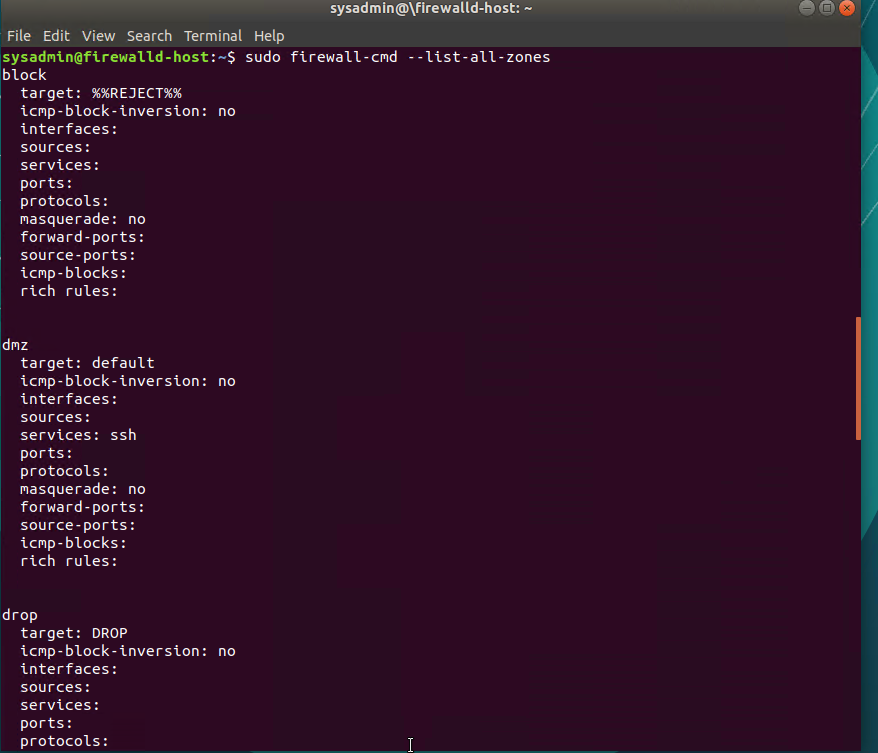 sysadmin@\firewalld-host: ~
File Edit View Search Terminal Help
sysadmin@firewalld-host:~$ sudo firewall-cmd --list-all-zones
block
  target: %%REJECT%%
  icmp-block-inversion: no
  interfaces:
  sources:
  services:
  ports:
  protocols:
  masquerade: no
  forward-ports:
  source-ports:
  icmp-blocks:
  rich rules:
dmz
  target: default
  icmp-block-inversion: no
  interfaces:
  sources:
  services: ssh
  ports:
  protocols:
  masquerade: no
  forward-ports:
  source-ports:
  icmp-blocks:
  rich rules:
drop
  target: DROP
  icmp-block-inversion: no
  interfaces:
  sources:
  services:
  ports:
  protocols: